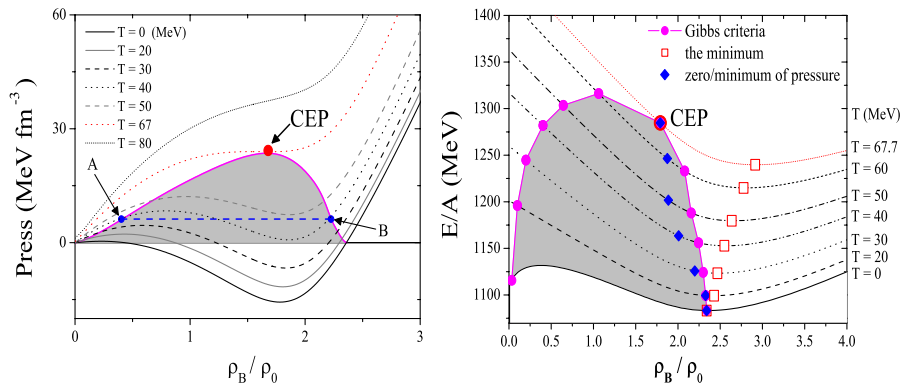 60
30
0
0
1
2
3
Press (MeV fm⁻³)
ρB / ρ0
T = 0 (MeV)
T = 20
T = 30
T = 40
T = 50
T = 67
T = 80
CEP
A
B
1400
1350
1300
1250
1200
1150
1100
0.0
0.5
1.0
1.5
2.0
2.5
3.0
3.5
4.0
E/A (MeV)
ρB / ρ0
Gibbs criteria
the minimum
zero/minimum of pressure
CEP
T (MeV)
T = 67.7
T = 60
T = 50
T = 40
T = 30
T = 20
T = 0